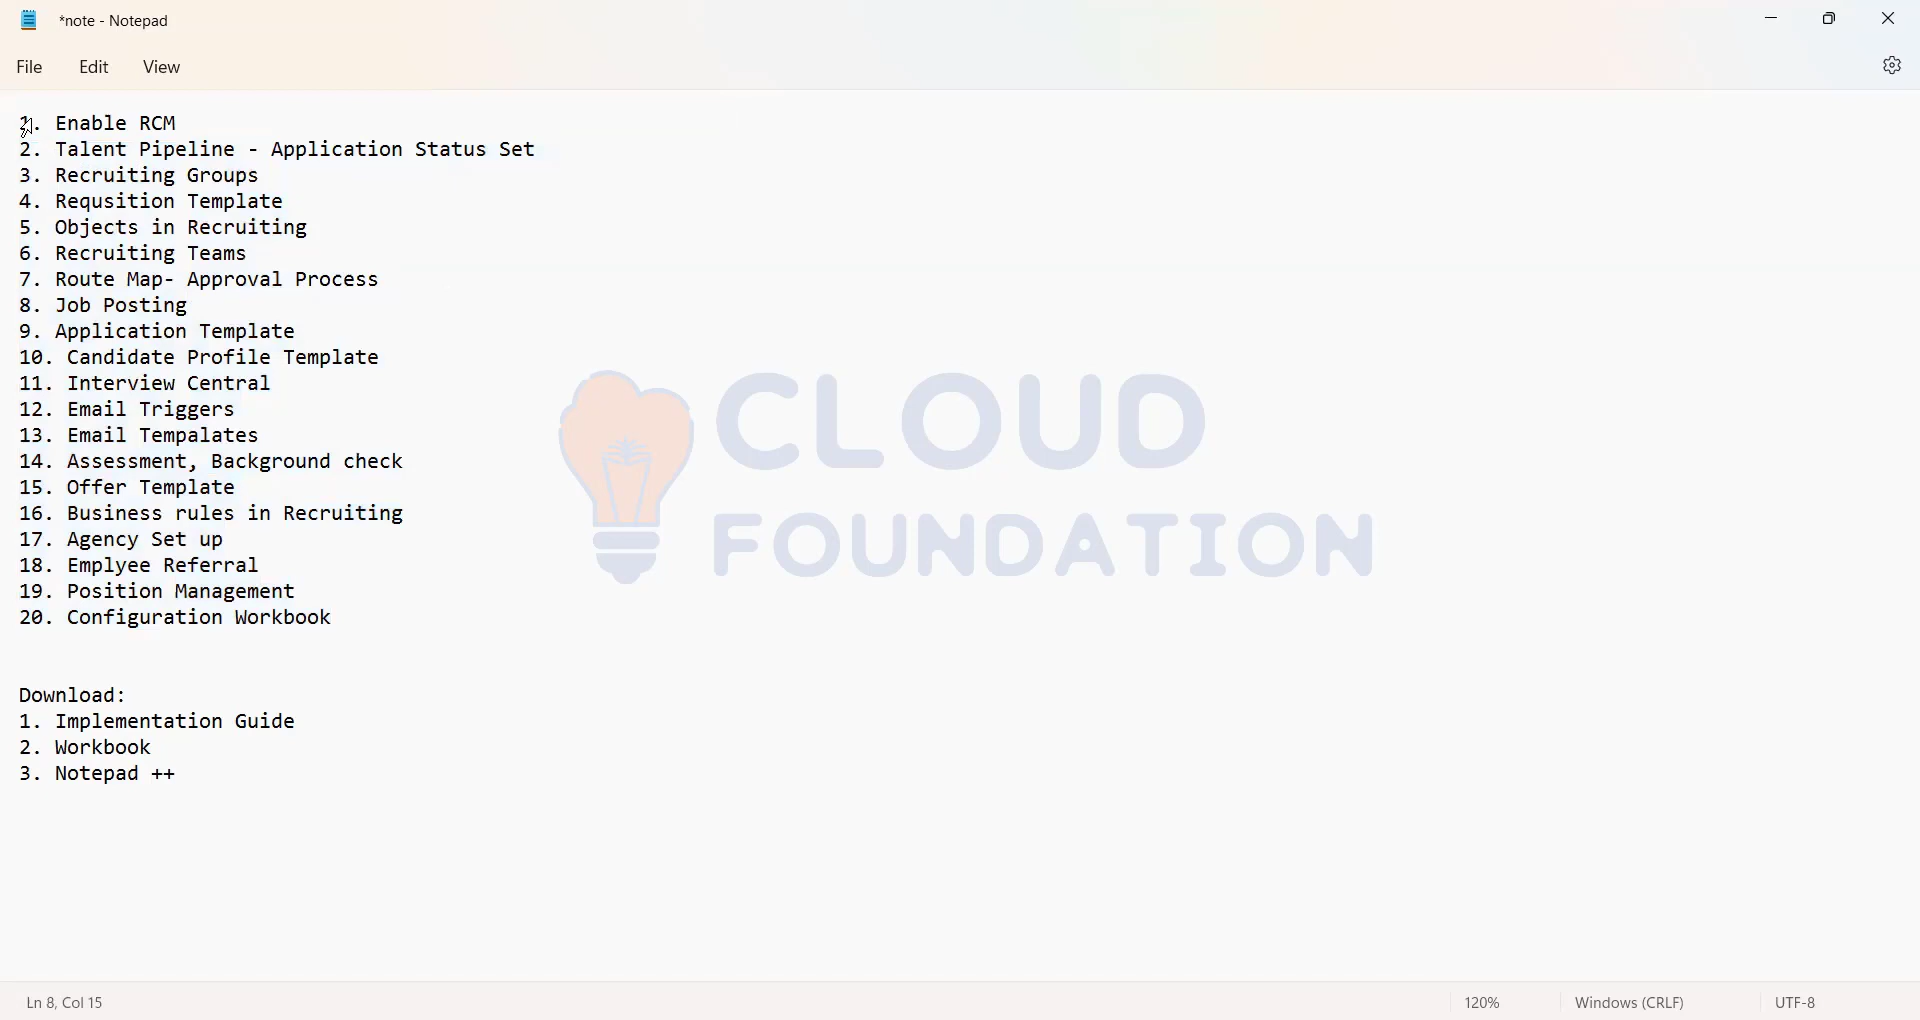 *note - Notepad
File Edit View
1. Enable RCM
2. Talent Pipeline - Application Status Set
3. Recruiting Groups
4. Requsition Template
5. Objects in Recruiting
6. Recruiting Teams
7. Route Map- Approval Process
8. Job Posting
9. Application Template
10. Candidate Profile Template
11. Interview Central
12. Email Triggers
13. Email Tempalates
14. Assessment, Background check
15. Offer Template
16. Business rules in Recruiting
17. Agency Set up
18. Emplyee Referral
19. Position Management
20. Configuration Workbook
CLOUD
FOUNDATION
Download:
1. Implementation Guide
2. Workbook
3. Notepad ++
Ln 8, Col 15 120% Windows (CRLF) UTF-8